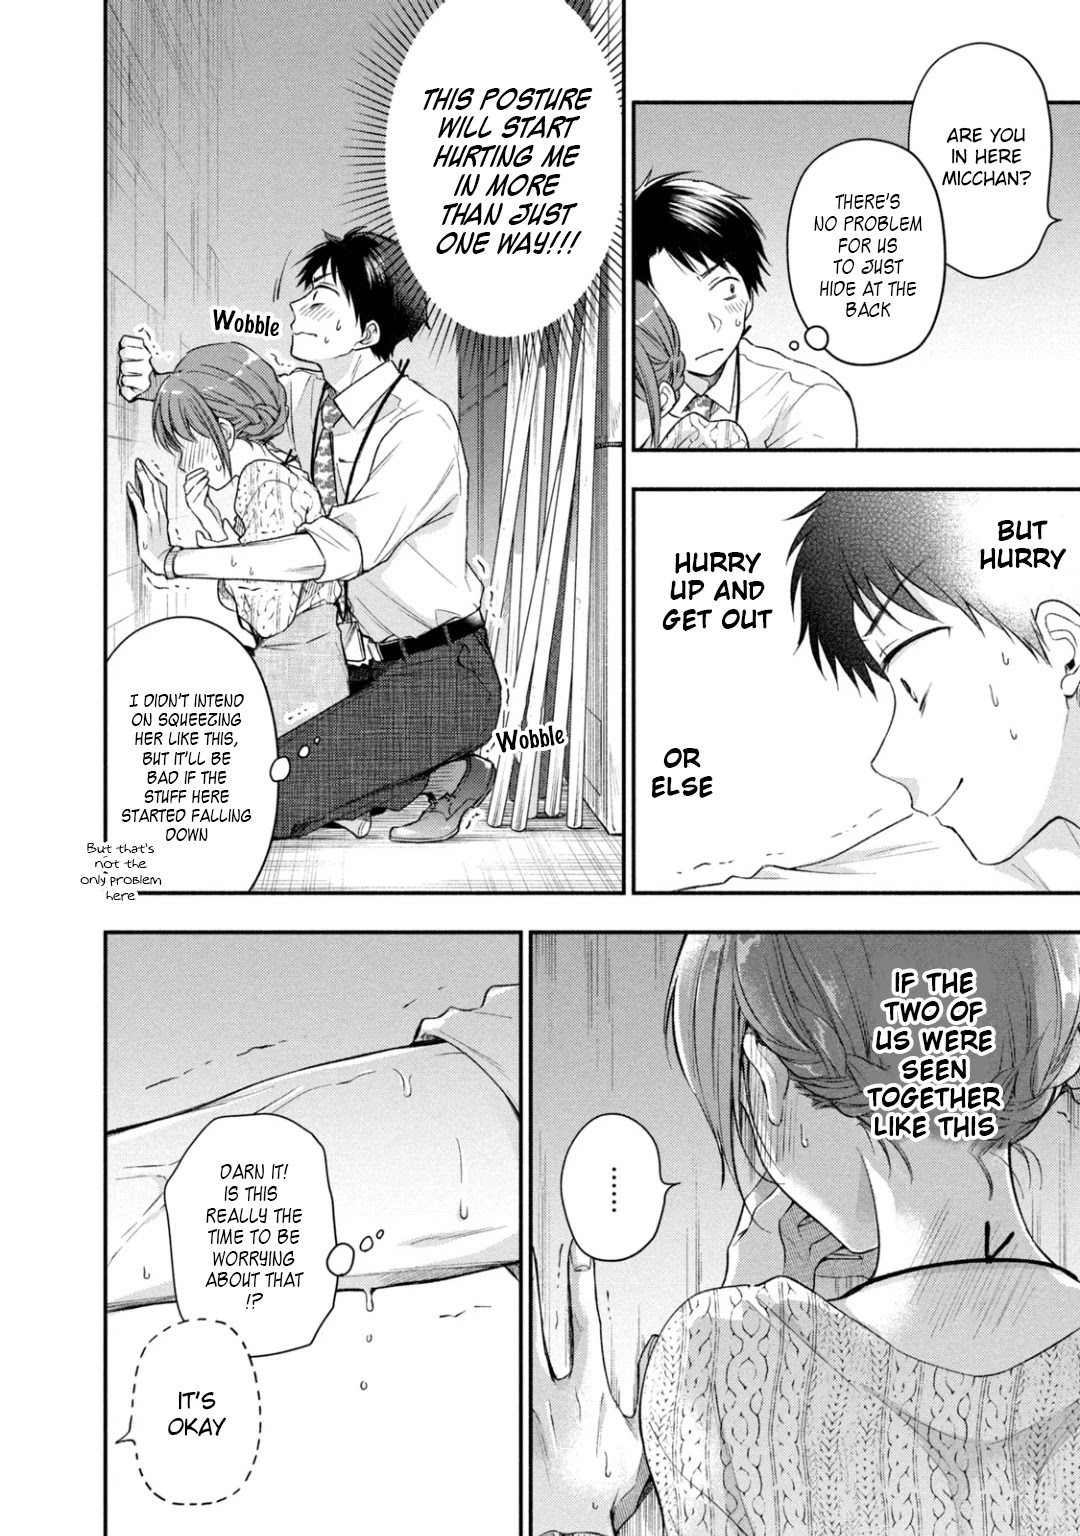 ARE YOU
IN HERE
MICCHAN?
THERE'S
NO PROBLEM
FOR US
TO JUST
HIDE AT THE
BACK
THIS POSTURE
WILL START
HURTING ME
IN MORE
THAN JUST
ONE WAY!!!
Wobble
Wobble
I DIDN'T INTEND
ON SQUEEZING
HER LIKE THIS,
BUT IT'LL BE
BAD IF THE
STUFF HERE
STARTED FALLING
DOWN
But that's
not the
only problem
here
BUT
HURRY
HURRY
UP AND
GET OUT
OR
ELSE
IF THE
TWO OF
US WERE
SEEN
TOGETHER
LIKE THIS
......
DARN IT!
IS THIS
REALLY THE
TIME TO BE
WORRYING
ABOUT THAT
!?
IT'S
OKAY